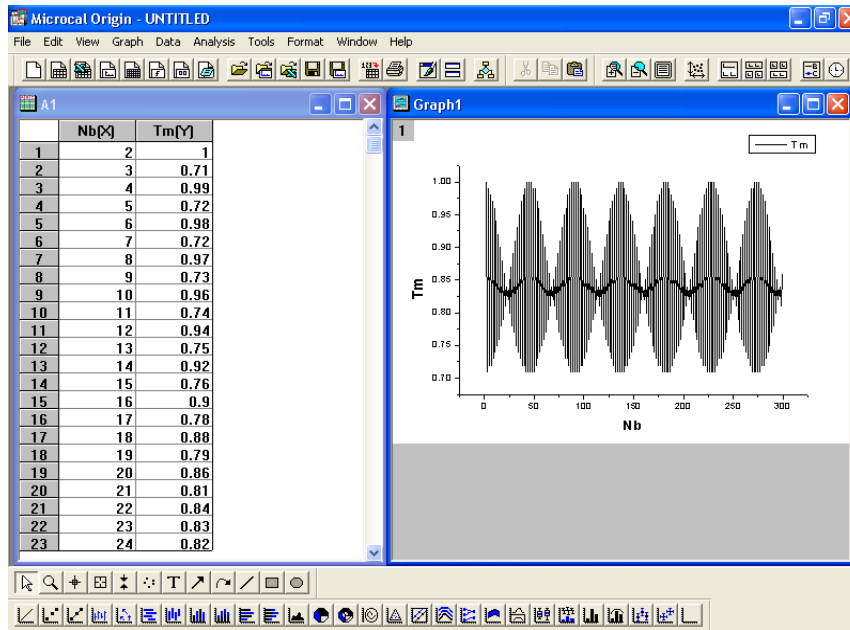 Microcal Origin - UNTITLED
File Edit View Graph Data Analysis Tools Format Window Help
A1
Nb(X) Tm(Y)
1 2 1
2 3 0.71
3 4 0.99
4 5 0.72
5 6 0.98
6 7 0.72
7 8 0.97
8 9 0.73
9 10 0.96
10 11 0.74
11 12 0.94
12 13 0.75
13 14 0.92
14 15 0.76
15 16 0.9
16 17 0.78
17 18 0.88
18 19 0.79
19 20 0.86
20 21 0.81
21 22 0.84
22 23 0.83
23 24 0.82
Graph1
1
Tm
1.00
0.95
0.90
0.85
0.80
0.75
0.70
Tm
0 50 100 150 200 250 300
Nb
T